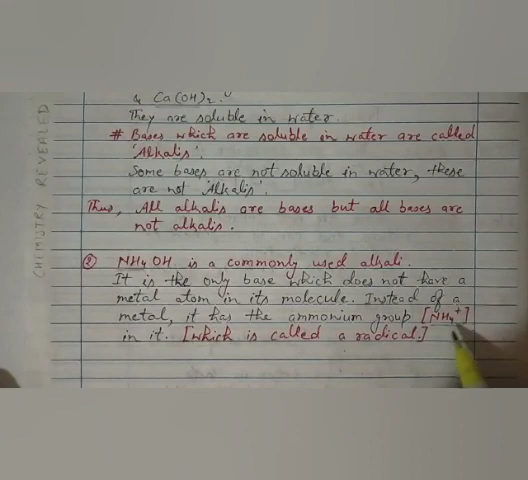 & Ca(OH)₂.
They are soluble in water.
# Bases which are soluble in water are called
'Alkalis'.
Some bases are not soluble in water, these
are not 'Alkalis'.
Thus, All alkalis are bases but all bases are
not alkalis.
② NH₄OH is a commonly used alkali.
It is the only base which does not have a
metal atom in its molecule. Instead of a
metal, it has the ammonium group [NH₄⁺]
in it. [which is called a radical.]
CHEMISTRY REVEALED